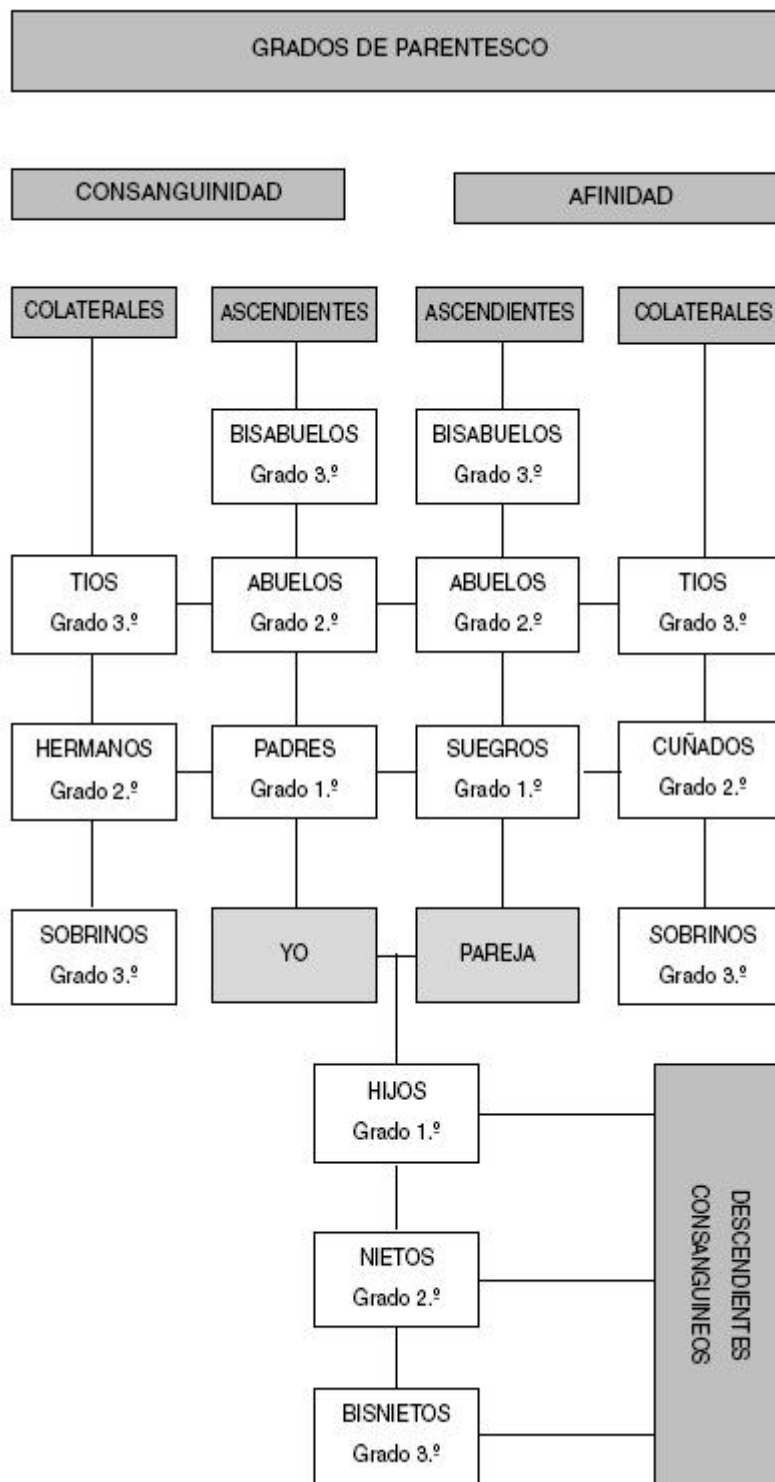 GRADOS DE PARENTESCO
CONSANGUINIDAD
AFINIDAD
COLATERALES
ASCENDIENTES
ASCENDIENTES
COLATERALES
BISABUELOS
Grado 3.º
BISABUELOS
Grado 3.º
TIOS
Grado 3.º
ABUELOS
Grado 2.º
ABUELOS
Grado 2.º
TIOS
Grado 3.º
HERMANOS
Grado 2.º
PADRES
Grado 1.º
SUEGROS
Grado 1.º
CUÑADOS
Grado 2.º
SOBRINOS
Grado 3.º
YO
PAREJA
SOBRINOS
Grado 3.º
HIJOS
Grado 1.º
NIETOS
Grado 2.º
BISNIETOS
Grado 3.º
DESCENDIENTES
CONSANGUINEOS